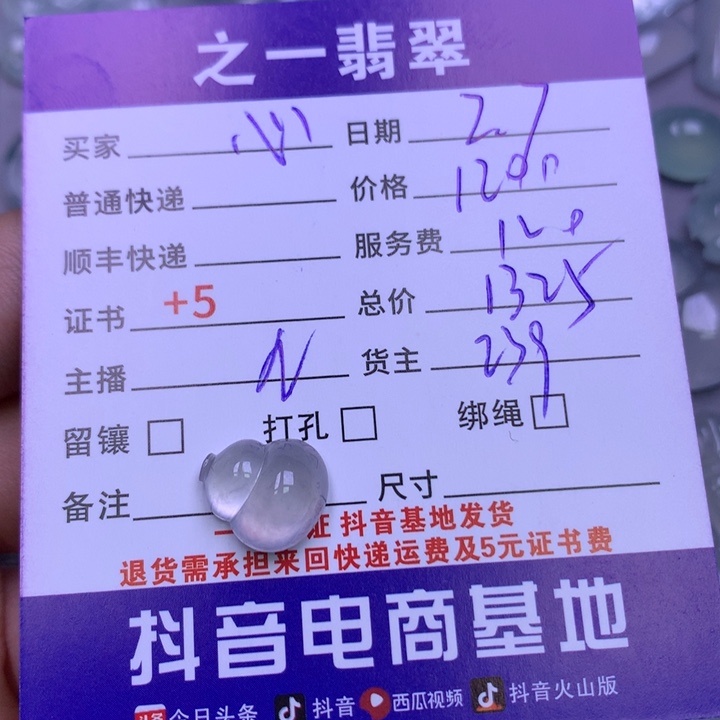 之一翡翠
买家 心 日期 2.7
普通快递 价格 1200
顺丰快递 服务费 120
证书 +5 总价 1325
主播 N 货主 239
留镶 □ 打孔 □ 绑绳 □
备注 尺寸
证 抖音基地发货
退货需承担来回快递运费及5元证书费
抖音电商基地
头条 今日头条 抖音 西瓜视频 抖音火山版